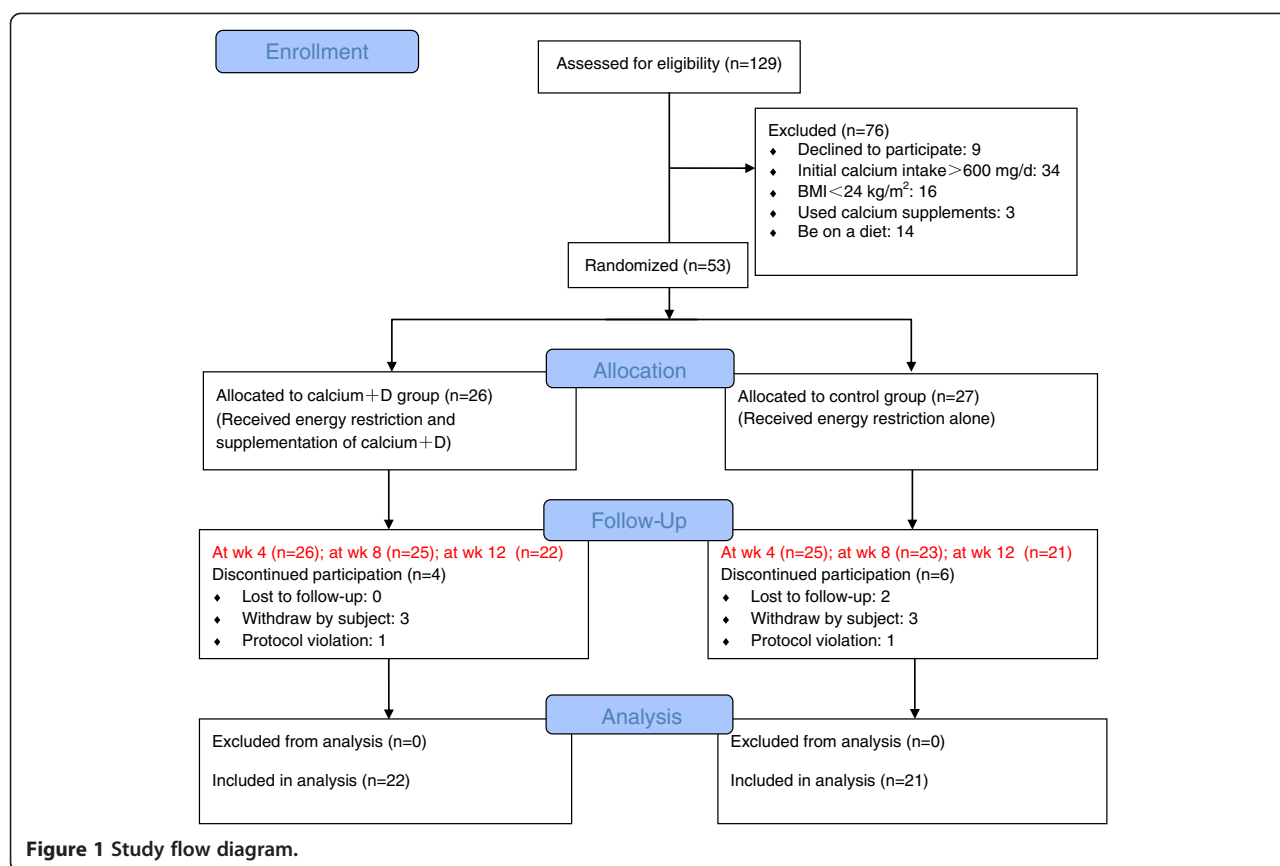 Enrollment
Assessed for eligibility (n=129)
Excluded (n=76)
♦ Declined to participate: 9
♦ Initial calcium intake>600 mg/d: 34
♦ BMI<24 kg/m²: 16
♦ Used calcium supplements: 3
♦ Be on a diet: 14
Randomized (n=53)
Allocation
Allocated to calcium+D group (n=26)
(Received energy restriction and
supplementation of calcium+D)
Allocated to control group (n=27)
(Received energy restriction alone)
Follow-Up
At wk 4 (n=26); at wk 8 (n=25); at wk 12 (n=22)
Discontinued participation (n=4)
♦ Lost to follow-up: 0
♦ Withdraw by subject: 3
♦ Protocol violation: 1
At wk 4 (n=25); at wk 8 (n=23); at wk 12 (n=21)
Discontinued participation (n=6)
♦ Lost to follow-up: 2
♦ Withdraw by subject: 3
♦ Protocol violation: 1
Analysis
Excluded from analysis (n=0)
Included in analysis (n=22)
Excluded from analysis (n=0)
Included in analysis (n=21)
Figure 1 Study flow diagram.